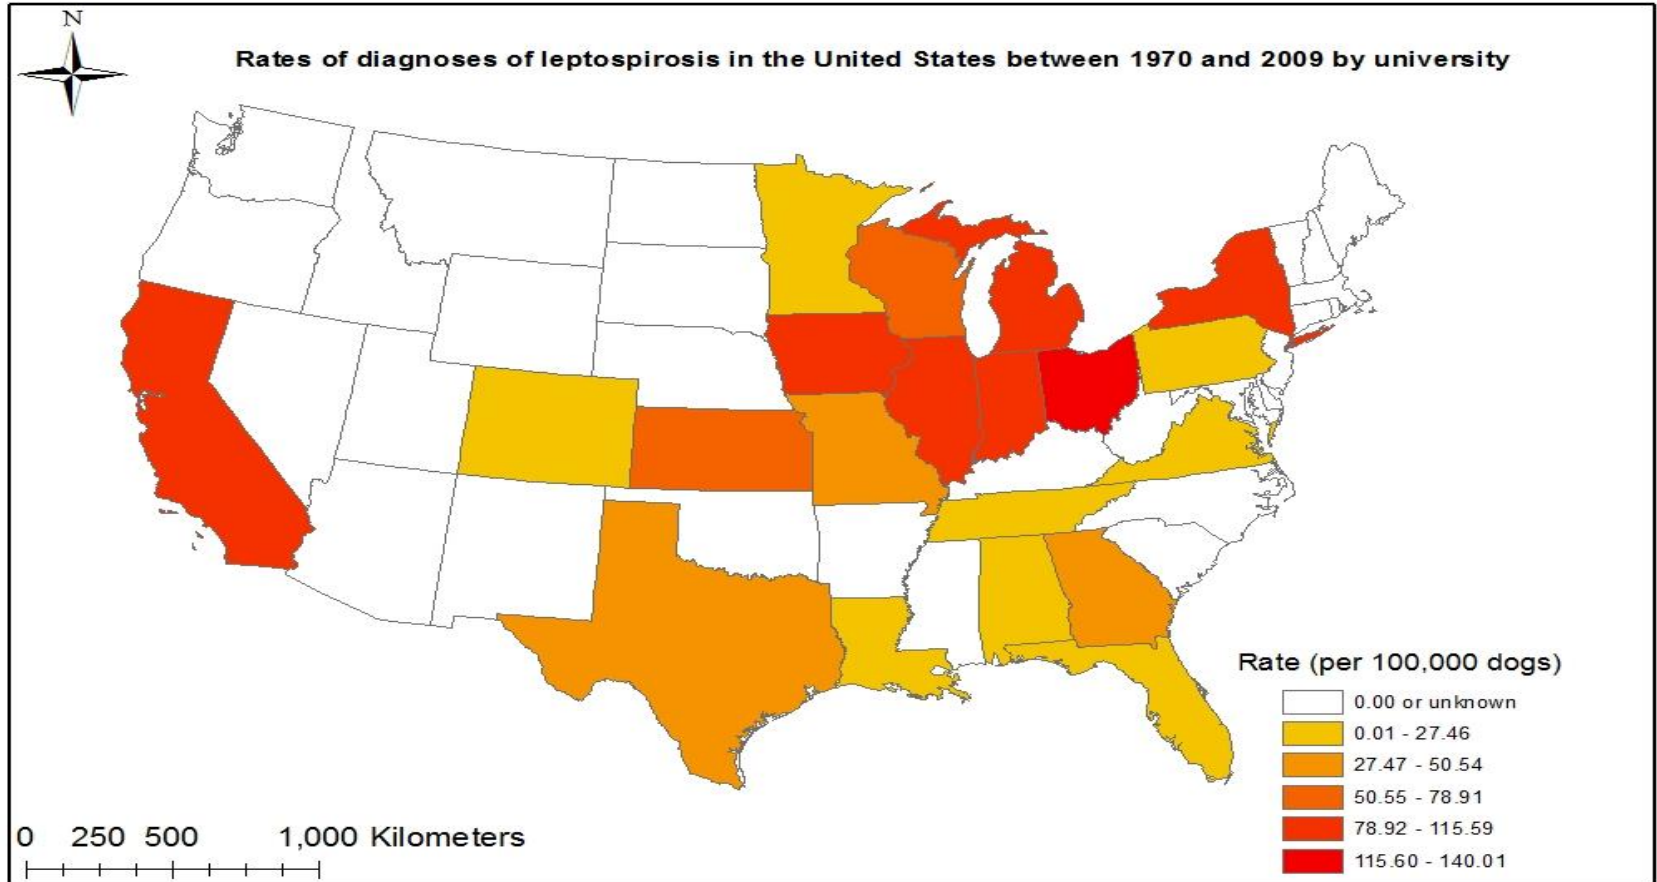 N
Rates of diagnoses of leptospirosis in the United States between 1970 and 2009 by university
Rate (per 100,000 dogs)
0.00 or unknown
0.01 - 27.46
27.47 - 50.54
50.55 - 78.91
78.92 - 115.59
115.60 - 140.01
0 250 500 1,000 Kilometers